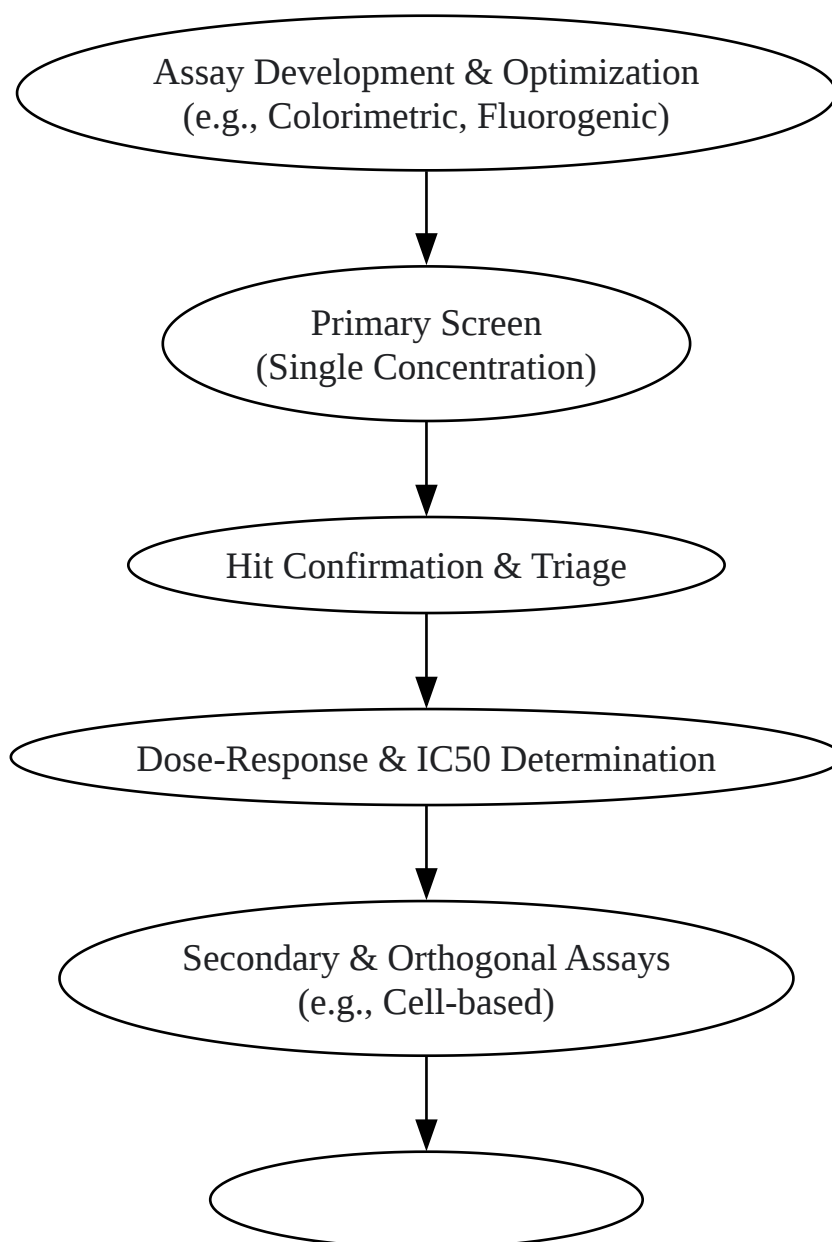 Assay Development & Optimization
(e.g., Colorimetric, Fluorogenic)
Primary Screen
(Single Concentration)
Hit Confirmation & Triage
Dose-Response & IC50 Determination
Secondary & Orthogonal Assays
(e.g., Cell-based)